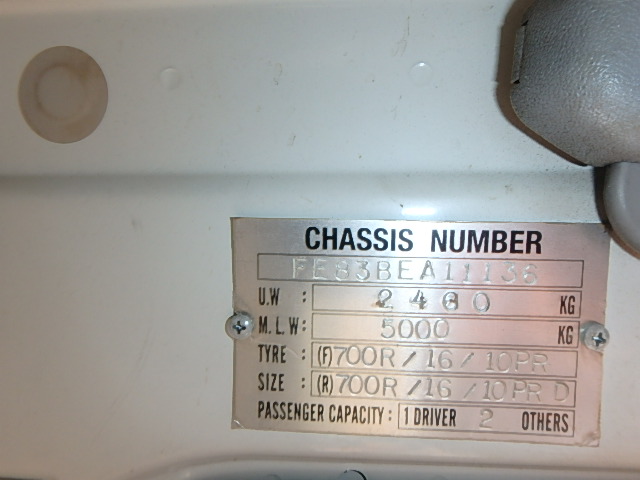 CHASSIS NUMBER
FE83BEA11136
U.W : 2460 KG
M.L.W: 5000 KG
TYRE : (F)700R/16/10PR
SIZE : (R)700R/16/10PR D
PASSENGER CAPACITY: 1 DRIVER 2 OTHERS